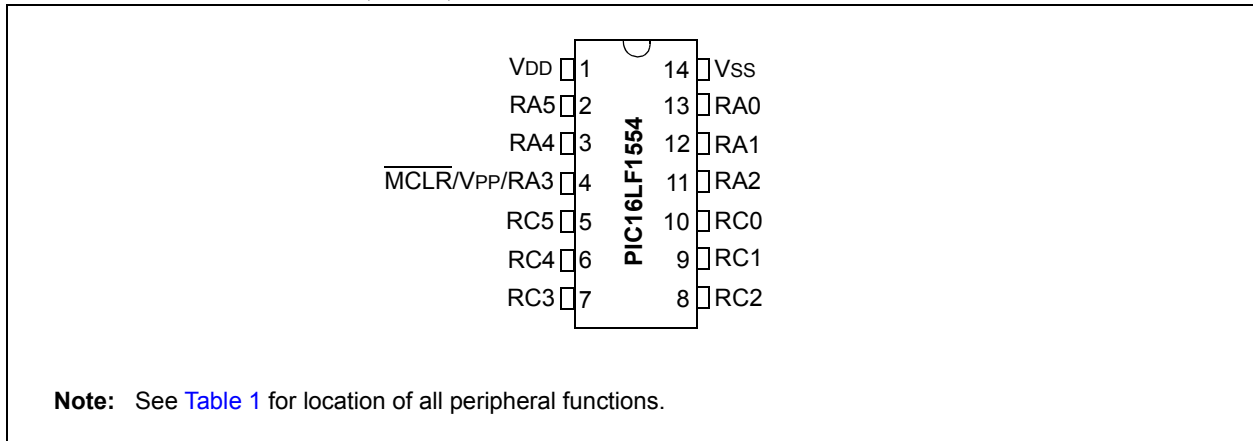 VDD 1 14 VSS
RA5 2 13 RA0
RA4 3 12 RA1
MCLR/VPP/RA3 4 11 RA2
RC5 5 10 RC0
RC4 6 9 RC1
RC3 7 8 RC2
PIC16LF1554
Note: See Table 1 for location of all peripheral functions.